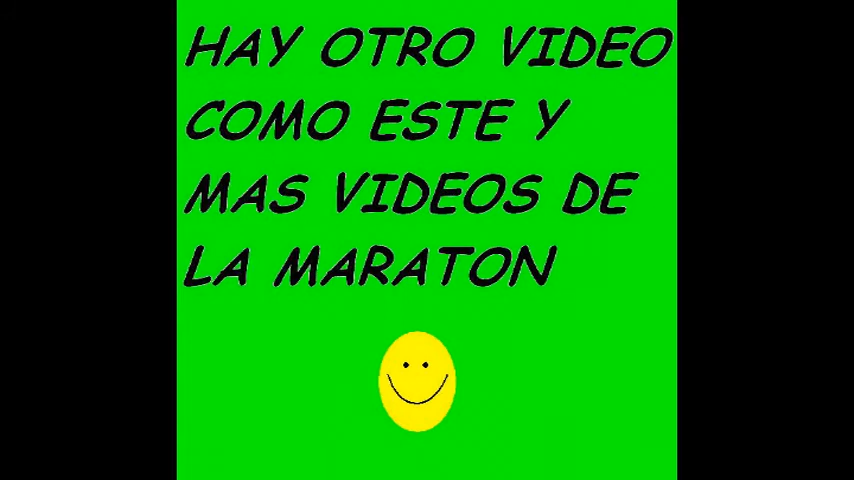 HAY OTRO VIDEO
COMO ESTE Y
MAS VIDEOS DE
LA MARATON